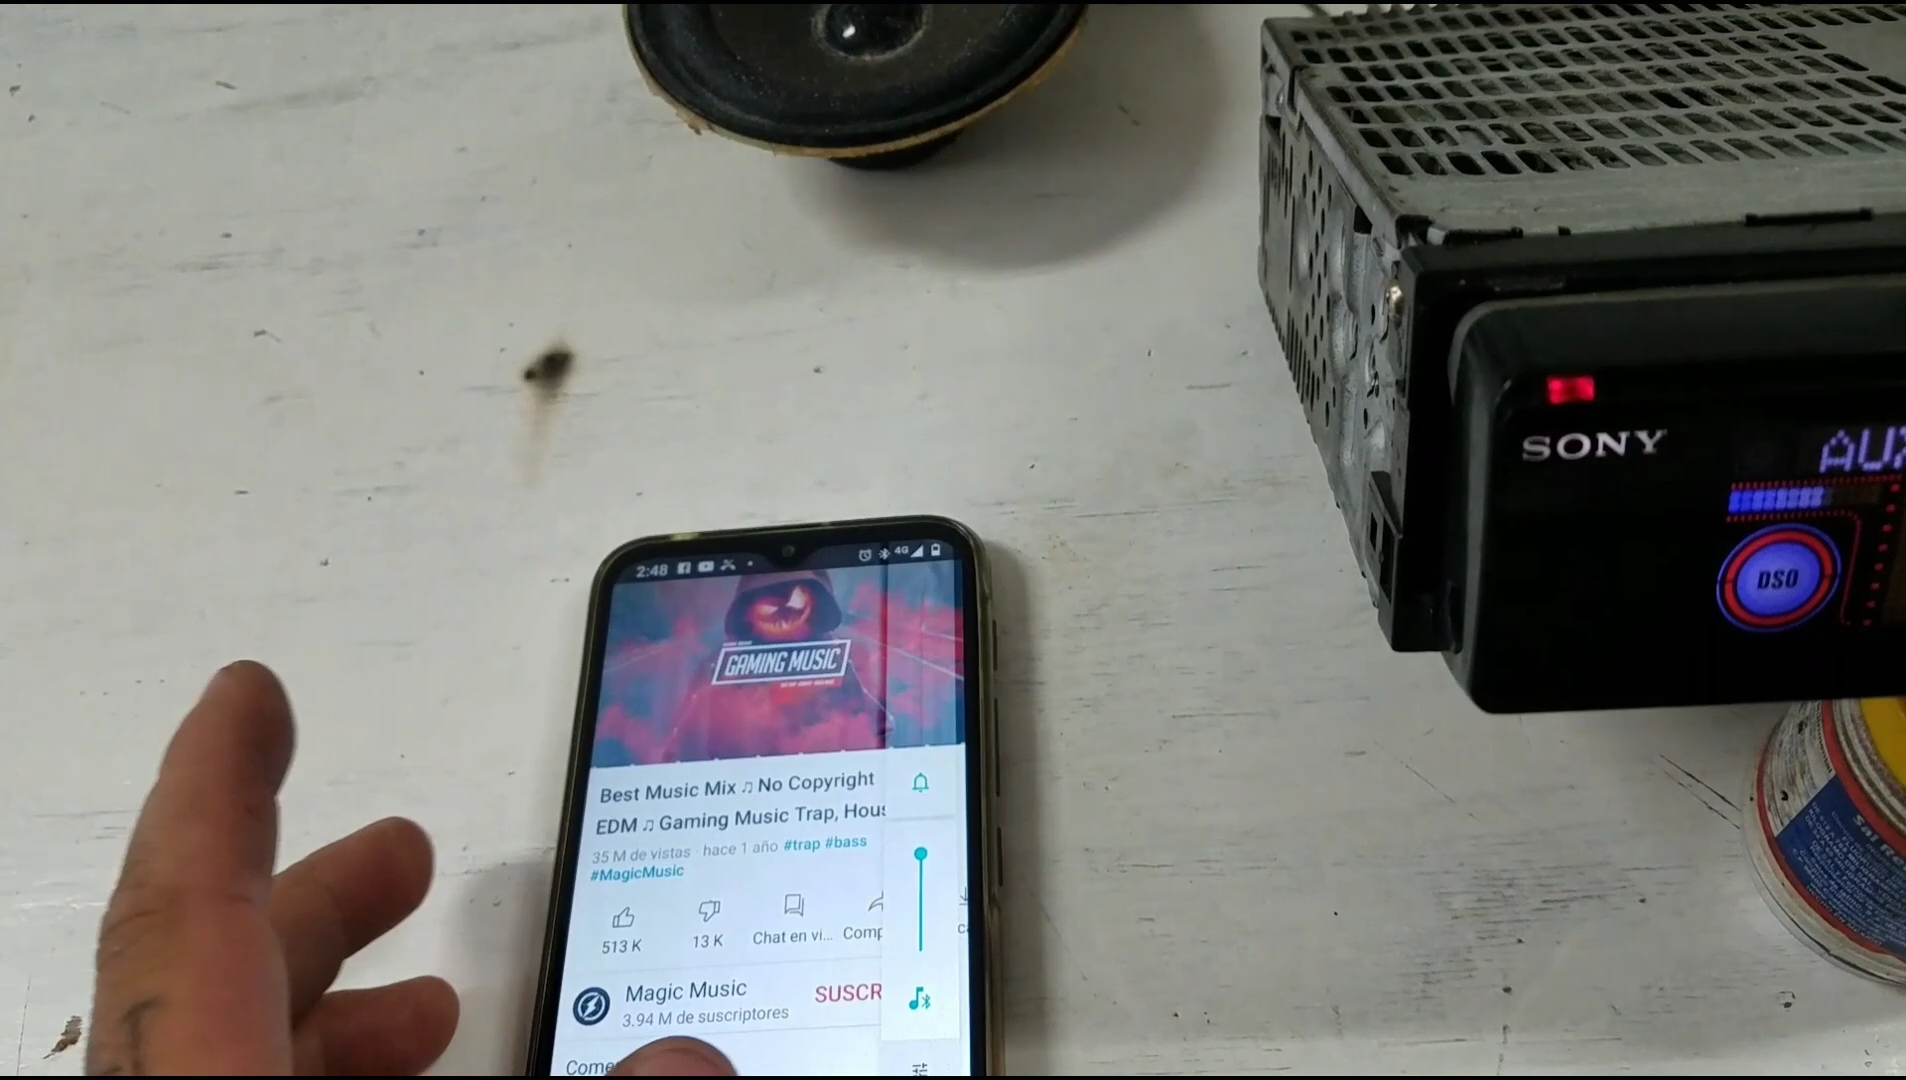 SONY
AUX
DSO
2:48
4G
GAMING MUSIC
Best Music Mix ♫ No Copyright
EDM ♫ Gaming Music Trap, Hous
35 M de vistas · hace 1 año #trap #bass
#MagicMusic
513 K
13 K
Chat en vi...
Comp
Magic Music
SUSCR
3.94 M de suscriptores
Come